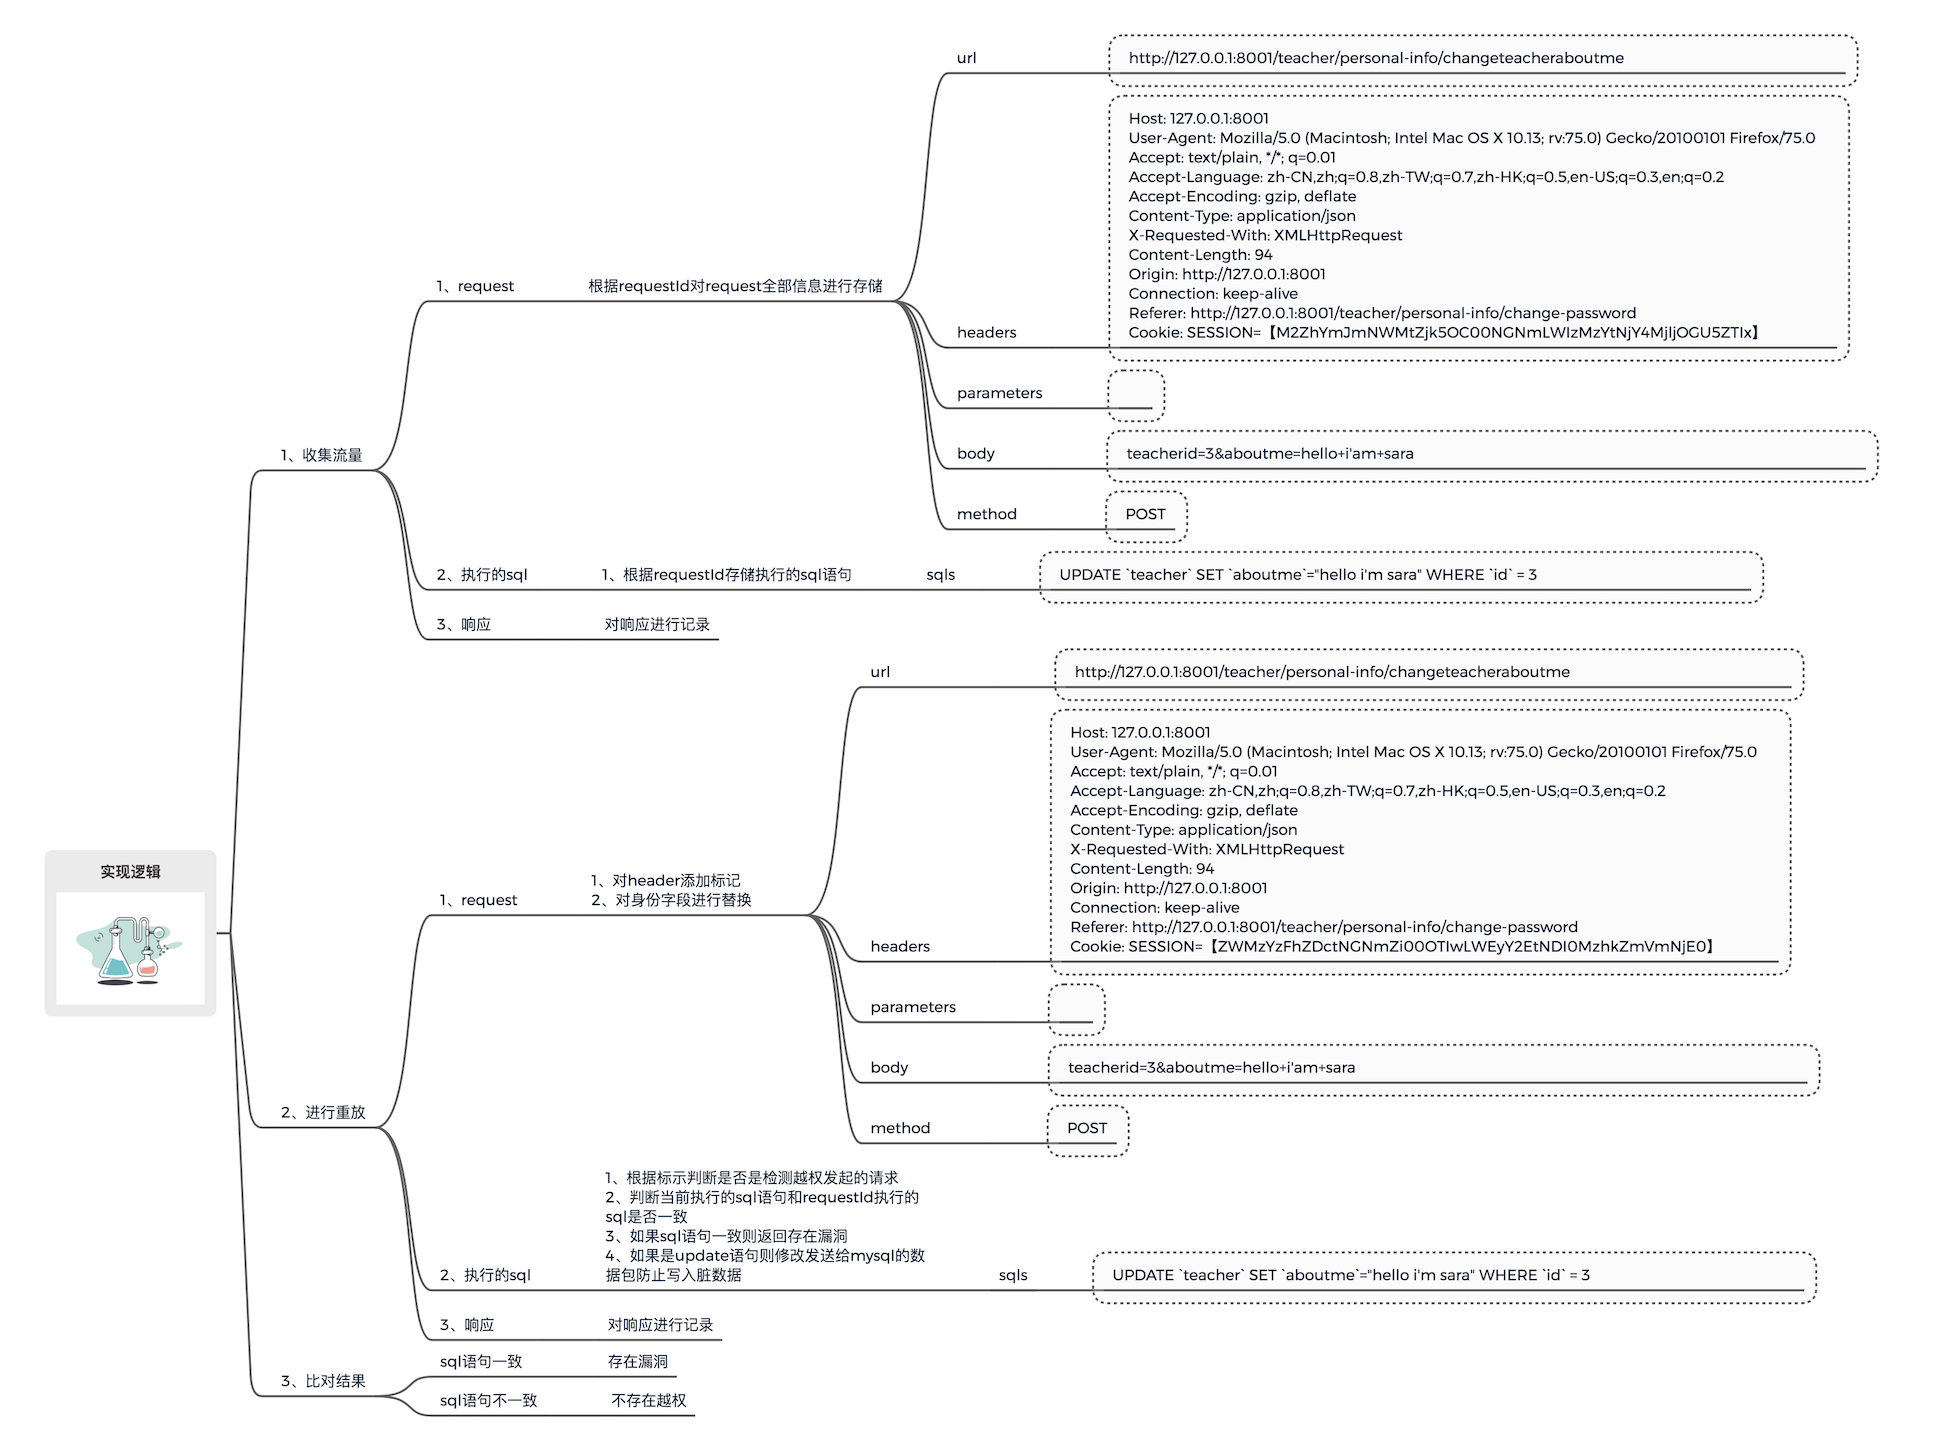 实现逻辑
1、收集流量
1、request
根据requestId对request全部信息进行存储
url
http://127.0.0.1:8001/teacher/personal-info/changeteacheraboutme
headers
Host: 127.0.0.1:8001
User-Agent: Mozilla/5.0 (Macintosh; Intel Mac OS X 10.13; rv:75.0) Gecko/20100101 Firefox/75.0
Accept: text/plain, */*; q=0.01
Accept-Language: zh-CN,zh;q=0.8,zh-TW;q=0.7,zh-HK;q=0.5,en-US;q=0.3,en;q=0.2
Accept-Encoding: gzip, deflate
Content-Type: application/json
X-Requested-With: XMLHttpRequest
Content-Length: 94
Origin: http://127.0.0.1:8001
Connection: keep-alive
Referer: http://127.0.0.1:8001/teacher/personal-info/change-password
Cookie: SESSION=【M2ZhYmJmNWMtZjk5OC00NGNmLWIzMzYtNjY4MjljOGU5ZTIx】
parameters
body
teacherid=3&aboutme=hello+i'am+sara
method
POST
2、执行的sql
1、根据requestId存储执行的sql语句
sqls
UPDATE `teacher` SET `aboutme`="hello i'm sara" WHERE `id` = 3
3、响应
对响应进行记录
2、进行重放
1、request
1、对header添加标记
2、对身份字段进行替换
url
http://127.0.0.1:8001/teacher/personal-info/changeteacheraboutme
headers
Host: 127.0.0.1:8001
User-Agent: Mozilla/5.0 (Macintosh; Intel Mac OS X 10.13; rv:75.0) Gecko/20100101 Firefox/75.0
Accept: text/plain, */*; q=0.01
Accept-Language: zh-CN,zh;q=0.8,zh-TW;q=0.7,zh-HK;q=0.5,en-US;q=0.3,en;q=0.2
Accept-Encoding: gzip, deflate
Content-Type: application/json
X-Requested-With: XMLHttpRequest
Content-Length: 94
Origin: http://127.0.0.1:8001
Connection: keep-alive
Referer: http://127.0.0.1:8001/teacher/personal-info/change-password
Cookie: SESSION=【ZWMzYzFhZDctNGNmZi00OTIwLWEyY2EtNDI0MzhkZmVmNjE0】
parameters
body
teacherid=3&aboutme=hello+i'am+sara
method
POST
2、执行的sql
1、根据标示判断是否是检测越权发起的请求
2、判断当前执行的sql语句和requestId执行的
sql是否一致
3、如果sql语句一致则返回存在漏洞
4、如果是update语句则修改发送给mysql的数
据包防止写入脏数据
sqls
UPDATE `teacher` SET `aboutme`="hello i'm sara" WHERE `id` = 3
3、响应
对响应进行记录
3、比对结果
sql语句一致
存在漏洞
sql语句不一致
不存在越权